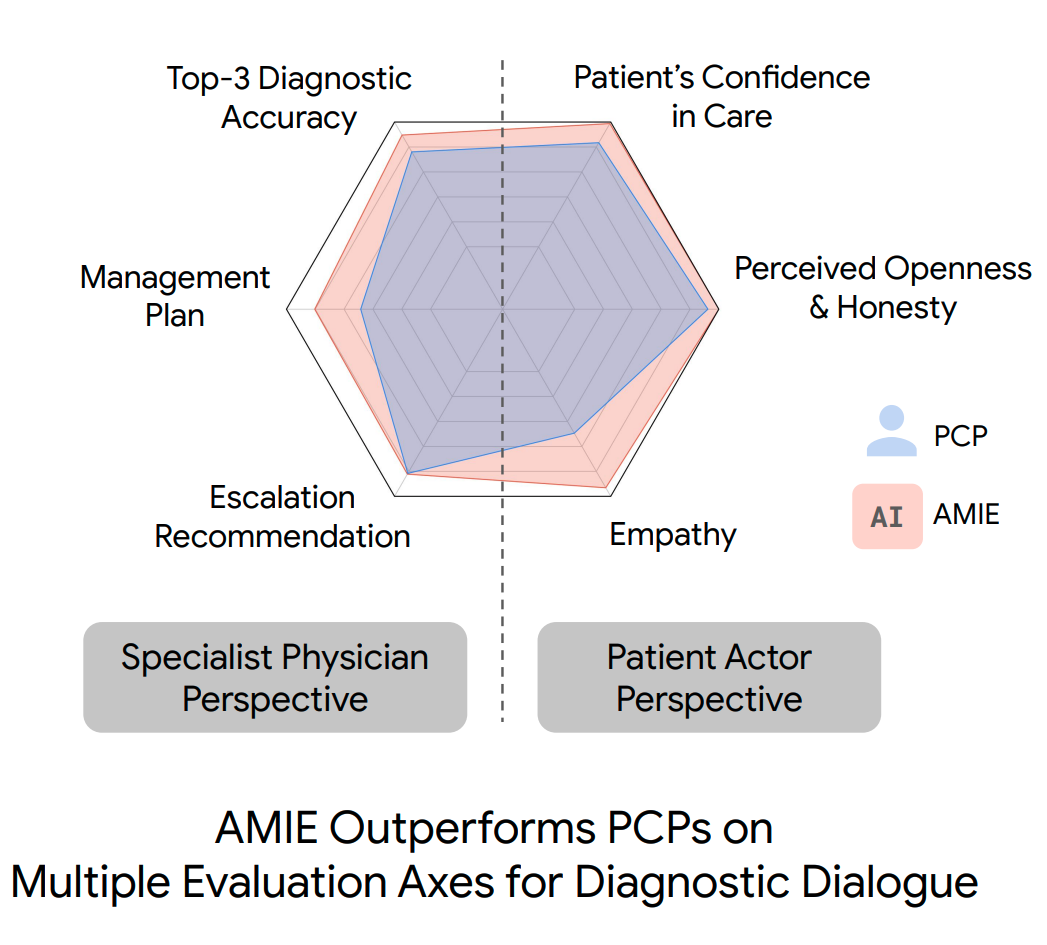 Top-3 Diagnostic
Accuracy
Patient's Confidence
in Care
Management
Plan
Perceived Openness
& Honesty
Escalation
Recommendation
Empathy
PCP
AI
AMIE
Specialist Physician
Perspective
Patient Actor
Perspective
AMIE Outperforms PCPs on
Multiple Evaluation Axes for Diagnostic Dialogue